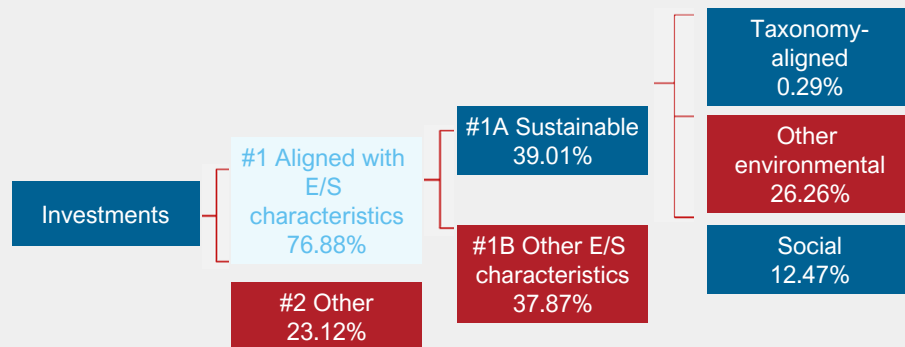 Investments
#1 Aligned with
E/S
characteristics
76.88%
#2 Other
23.12%
#1A Sustainable
39.01%
#1B Other E/S
characteristics
37.87%
Taxonomy-
aligned
0.29%
Other
environmental
26.26%
Social
12.47%